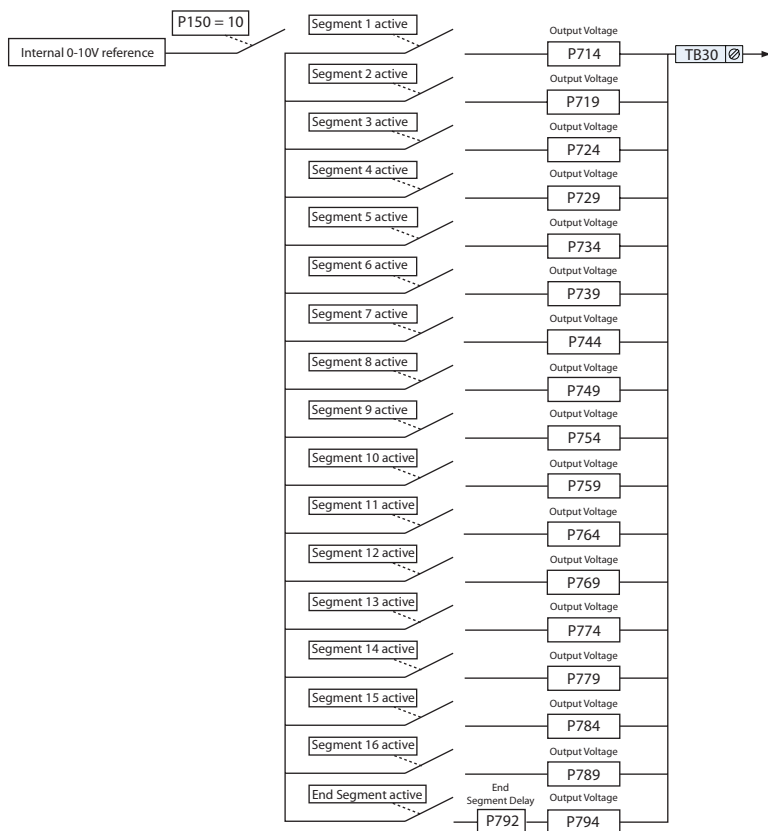 P150 = 10
Internal 0-10V reference
Segment 1 active
Output Voltage
P714
TB30
Segment 2 active
Output Voltage
P719
Segment 3 active
Output Voltage
P724
Segment 4 active
Output Voltage
P729
Segment 5 active
Output Voltage
P734
Segment 6 active
Output Voltage
P739
Segment 7 active
Output Voltage
P744
Segment 8 active
Output Voltage
P749
Segment 9 active
Output Voltage
P754
Segment 10 active
Output Voltage
P759
Segment 11 active
Output Voltage
P764
Segment 12 active
Output Voltage
P769
Segment 13 active
Output Voltage
P774
Segment 14 active
Output Voltage
P779
Segment 15 active
Output Voltage
P784
Segment 16 active
Output Voltage
P789
End Segment active
End
Segment Delay
P792
Output Voltage
P794